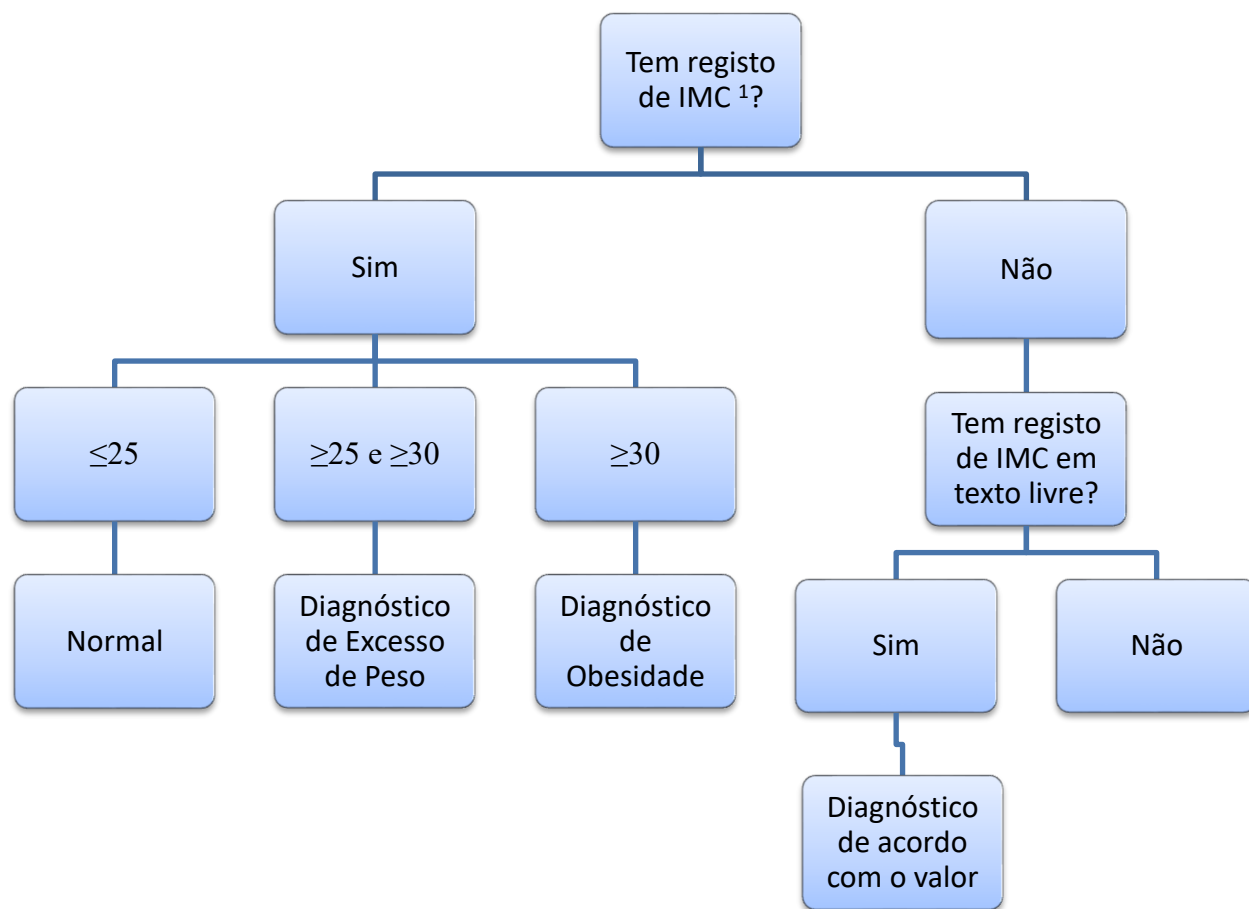 Tem registo
de IMC ¹?
Sim
Não
≤25
≥25 e ≥30
≥30
Tem registo
de IMC em
texto livre?
Normal
Diagnóstico
de Excesso
de Peso
Diagnóstico
de
Obesidade
Sim
Não
Diagnóstico
de acordo
com o valor